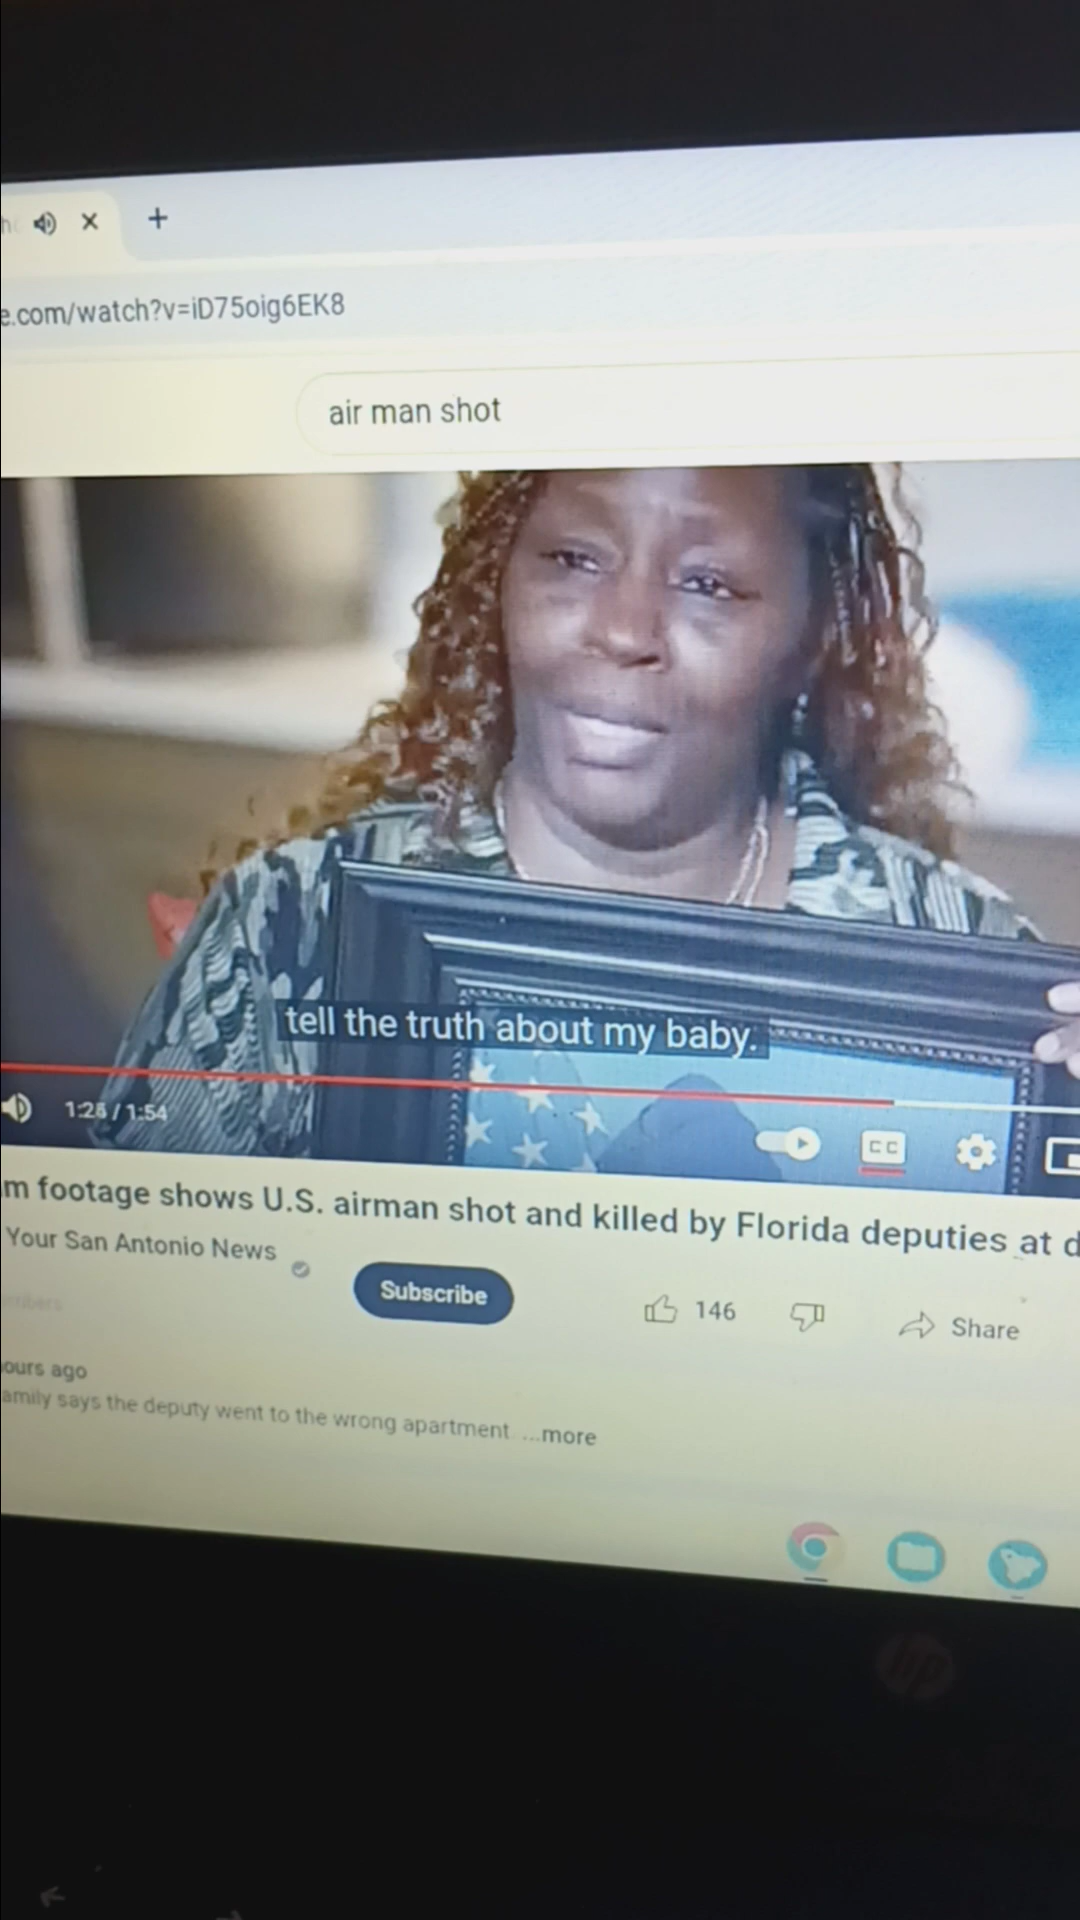 e.com/watch?v=iD75oig6EK8
air man shot
tell the truth about my baby.
1:26 / 1:54
CC
m footage shows U.S. airman shot and killed by Florida deputies at d
Your San Antonio News
Subscribe
146
Share
ours ago
amily says the deputy went to the wrong apartment ...more
hp